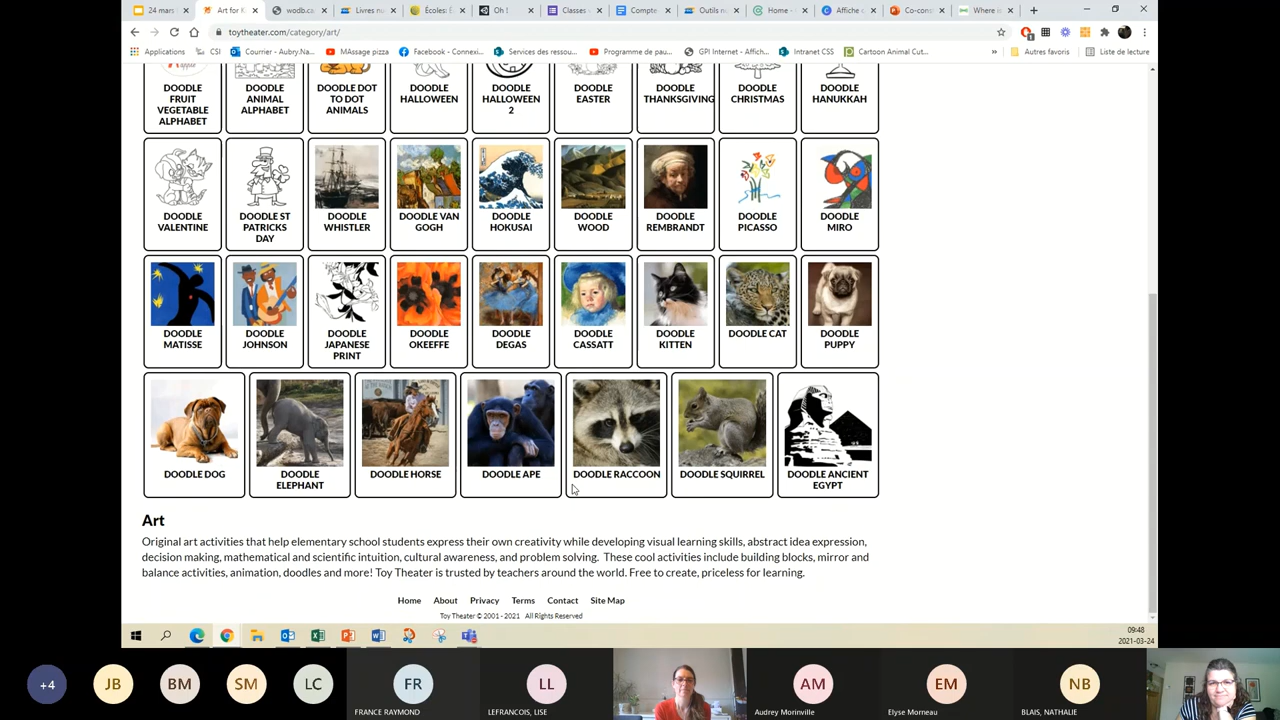 24 mars
Art for K
wodb.ca
Livres nu
Écoles:
Oh !
Classes
Compte
Outils n
Home -
Affiche c
Co-cons
Where is
toytheater.com/category/art/
Applications
CSI
Courrier - Aubry.Na...
MAssage pizza
Facebook - Connexi...
Services des ressou...
Programme de pau...
GPI Internet - Affich...
Intranet CSS
Cartoon Animal Cut...
»
Autres favoris
Liste de lecture
DOODLE FRUIT VEGETABLE ALPHABET
DOODLE ANIMAL ALPHABET
DOODLE DOT TO DOT ANIMALS
DOODLE HALLOWEEN
DOODLE HALLOWEEN 2
DOODLE EASTER
DOODLE THANKSGIVING
DOODLE CHRISTMAS
DOODLE HANUKKAH
DOODLE VALENTINE
DOODLE ST PATRICKS DAY
DOODLE WHISTLER
DOODLE VAN GOGH
DOODLE HOKUSAI
DOODLE WOOD
DOODLE REMBRANDT
DOODLE PICASSO
DOODLE MIRO
DOODLE MATISSE
DOODLE JOHNSON
DOODLE JAPANESE PRINT
DOODLE OKEEFFE
DOODLE DEGAS
DOODLE CASSATT
DOODLE KITTEN
DOODLE CAT
DOODLE PUPPY
DOODLE DOG
DOODLE ELEPHANT
DOODLE HORSE
DOODLE APE
DOODLE RACCOON
DOODLE SQUIRREL
DOODLE ANCIENT EGYPT
Art
Original art activities that help elementary school students express their own creativity while developing visual learning skills, abstract idea expression,
decision making, mathematical and scientific intuition, cultural awareness, and problem solving. These cool activities include building blocks, mirror and
balance activities, animation, doodles and more! Toy Theater is trusted by teachers around the world. Free to create, priceless for learning.
Home About Privacy Terms Contact Site Map
Toy Theater © 2001 - 2021 All Rights Reserved
09:48
2021-03-24
+4
JB
BM
SM
LC
FR
FRANCE RAYMOND
LL
LEFRANCOIS, LISE
AM
Audrey Morinville
EM
Elyse Morneau
NB
BLAIS, NATHALIE